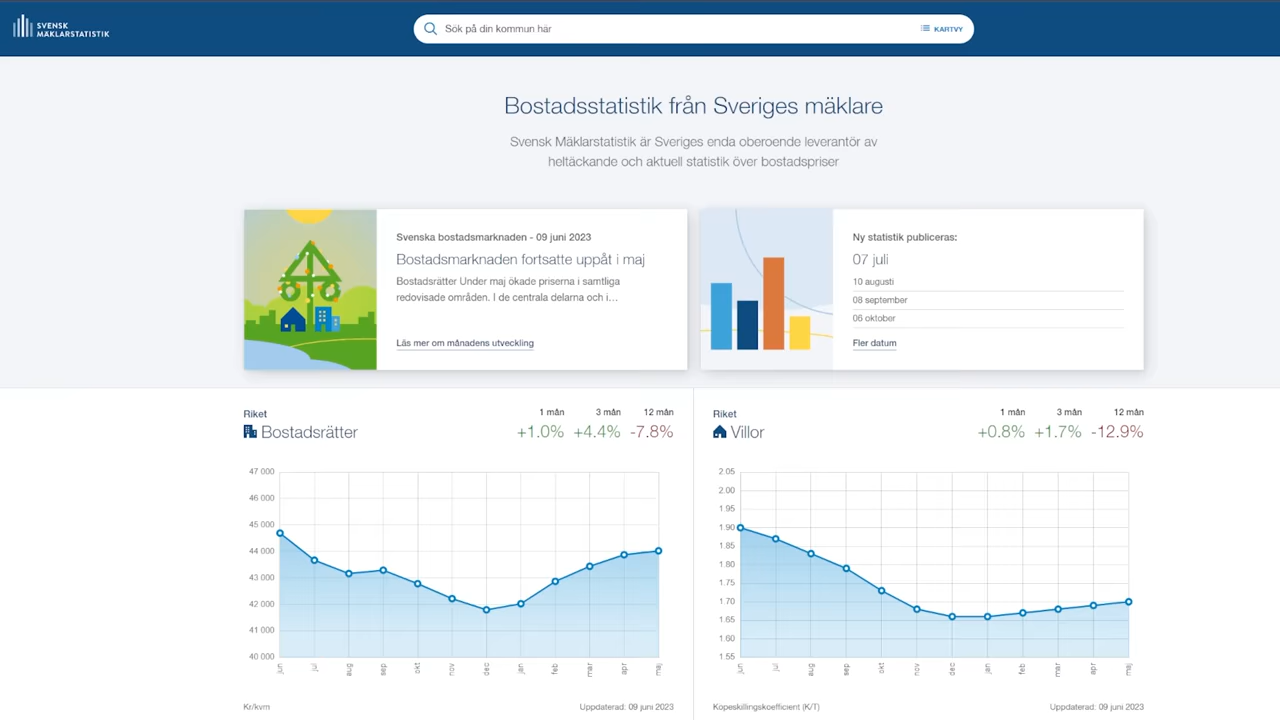 SVENSK
MÄKLARSTATISTIK
Sök på din kommun här
KARTVY
Bostadsstatistik från Sveriges mäklare
Svensk Mäklarstatistik är Sveriges enda oberoende leverantör av
heltäckande och aktuell statistik över bostadspriser
Svenska bostadsmarknaden - 09 juni 2023
Bostadsmarknaden fortsatte uppåt i maj
Bostadsrätter Under maj ökade priserna i samtliga
redovisade områden. I de centrala delarna och i...
Läs mer om månadens utveckling
Ny statistik publiceras:
07 juli
10 augusti
08 september
06 oktober
Fler datum
Riket
1 mån 3 mån 12 mån
Bostadsrätter
+1.0% +4.4% -7.8%
47 000
46 000
45 000
44 000
43 000
42 000
41 000
40 000
jun jul aug sep okt nov dec jan feb mar apr maj
Kr/kvm
Uppdaterad: 09 juni 2023
Riket
1 mån 3 mån 12 mån
Villor
+0.8% +1.7% -12.9%
2.05
2.00
1.95
1.90
1.85
1.80
1.75
1.70
1.65
1.60
1.55
jun jul aug sep okt nov dec jan feb mar apr maj
Köpeskillingskoefficient (K/T)
Uppdaterad: 09 juni 2023